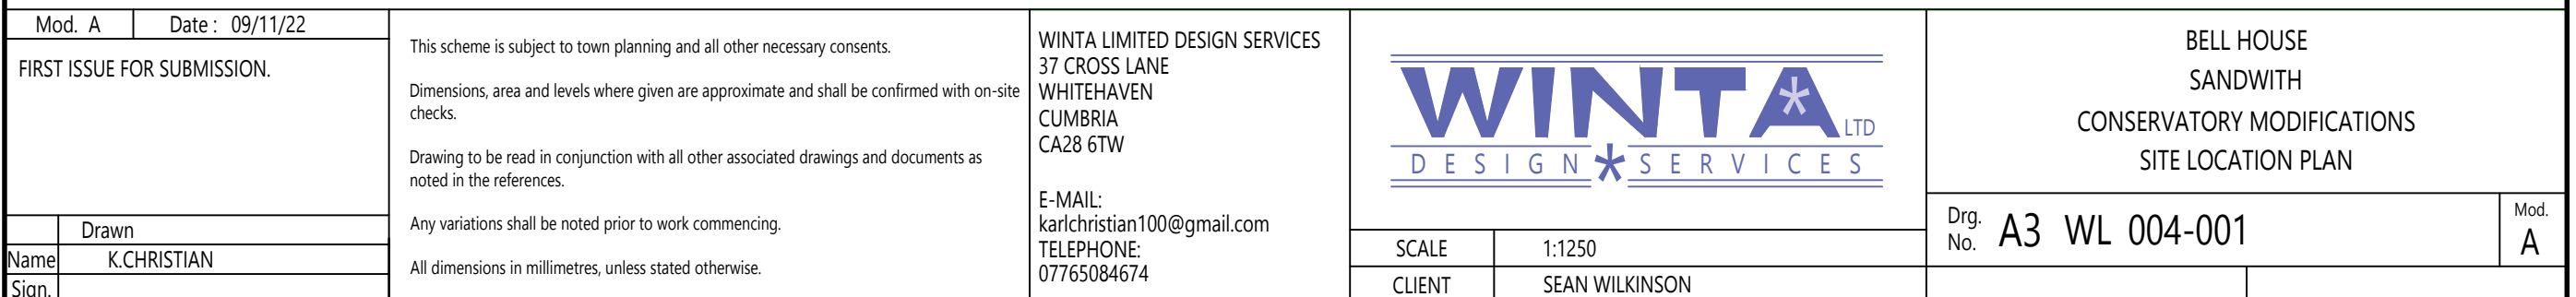 Mod. A Date : 09/11/22
FIRST ISSUE FOR SUBMISSION.
Drawn
Name K.CHRISTIAN
Sign.
This scheme is subject to town planning and all other necessary consents.
Dimensions, area and levels where given are approximate and shall be confirmed with on-site
checks.
Drawing to be read in conjunction with all other associated drawings and documents as
noted in the references.
Any variations shall be noted prior to work commencing.
All dimensions in millimetres, unless stated otherwise.
WINTA LIMITED DESIGN SERVICES
37 CROSS LANE
WHITEHAVEN
CUMBRIA
CA28 6TW
E-MAIL:
karlchristian100@gmail.com
TELEPHONE:
07765084674
WINTA LTD
DESIGN * SERVICES
SCALE 1:1250
CLIENT SEAN WILKINSON
BELL HOUSE
SANDWITH
CONSERVATORY MODIFICATIONS
SITE LOCATION PLAN
Drg. No. A3 WL 004-001
Mod. A